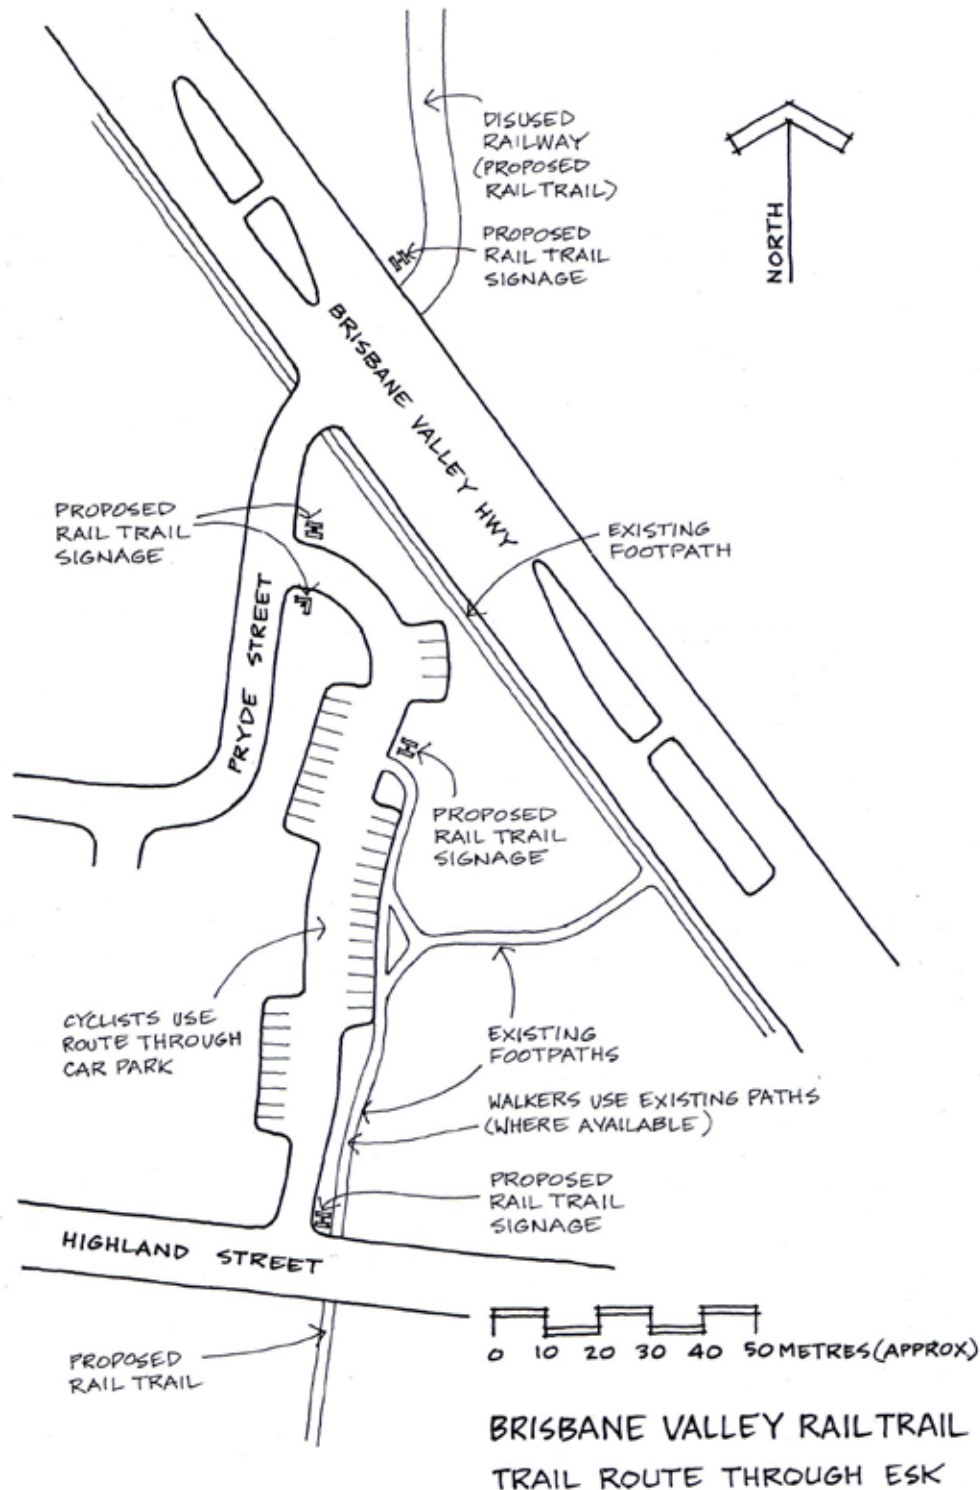 DISUSED
RAILWAY
(PROPOSED
RAIL TRAIL)
NORTH
PROPOSED
RAIL TRAIL
SIGNAGE
BRISBANE VALLEY HWY
PROPOSED
RAIL TRAIL
SIGNAGE
EXISTING
FOOTPATH
PRYDE STREET
PROPOSED
RAIL TRAIL
SIGNAGE
CYCLISTS USE
ROUTE THROUGH
CAR PARK
EXISTING
FOOTPATHS
WALKERS USE EXISTING PATHS
(WHERE AVAILABLE)
PROPOSED
RAIL TRAIL
SIGNAGE
HIGHLAND STREET
PROPOSED
RAIL TRAIL
0 10 20 30 40 50 METRES (APPROX)
BRISBANE VALLEY RAIL TRAIL
TRAIL ROUTE THROUGH ESK